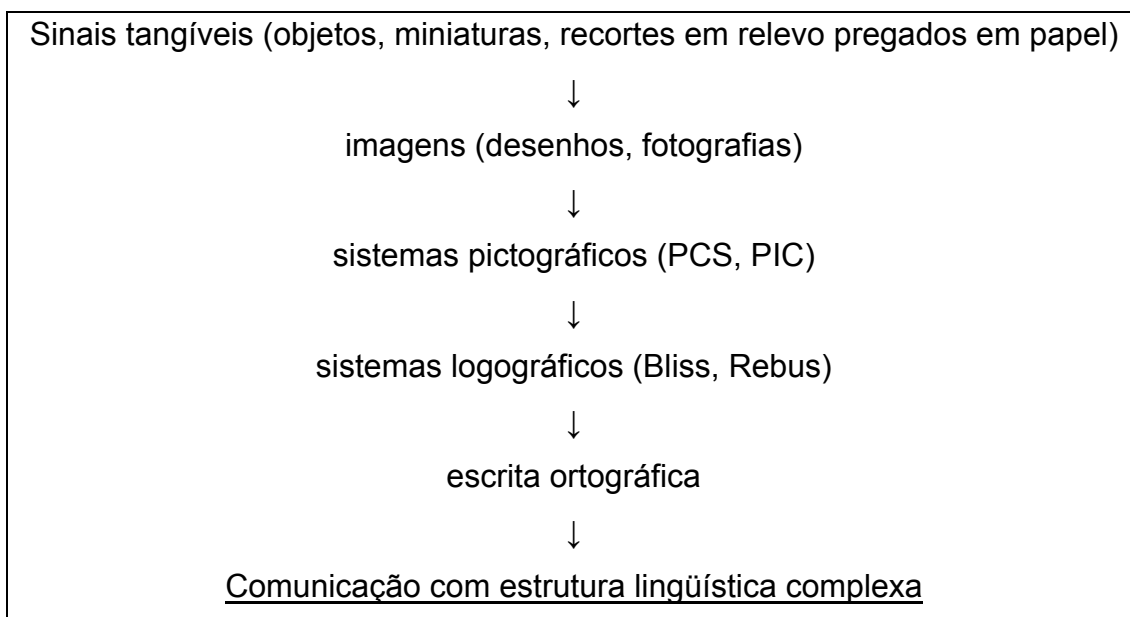 Sinais tangíveis (objetos, miniaturas, recortes em relevo pregados em papel)
↓
imagens (desenhos, fotografias)
↓
sistemas pictográficos (PCS, PIC)
↓
sistemas logográficos (Bliss, Rebus)
↓
escrita ortográfica
↓
Comunicação com estrutura lingüística complexa